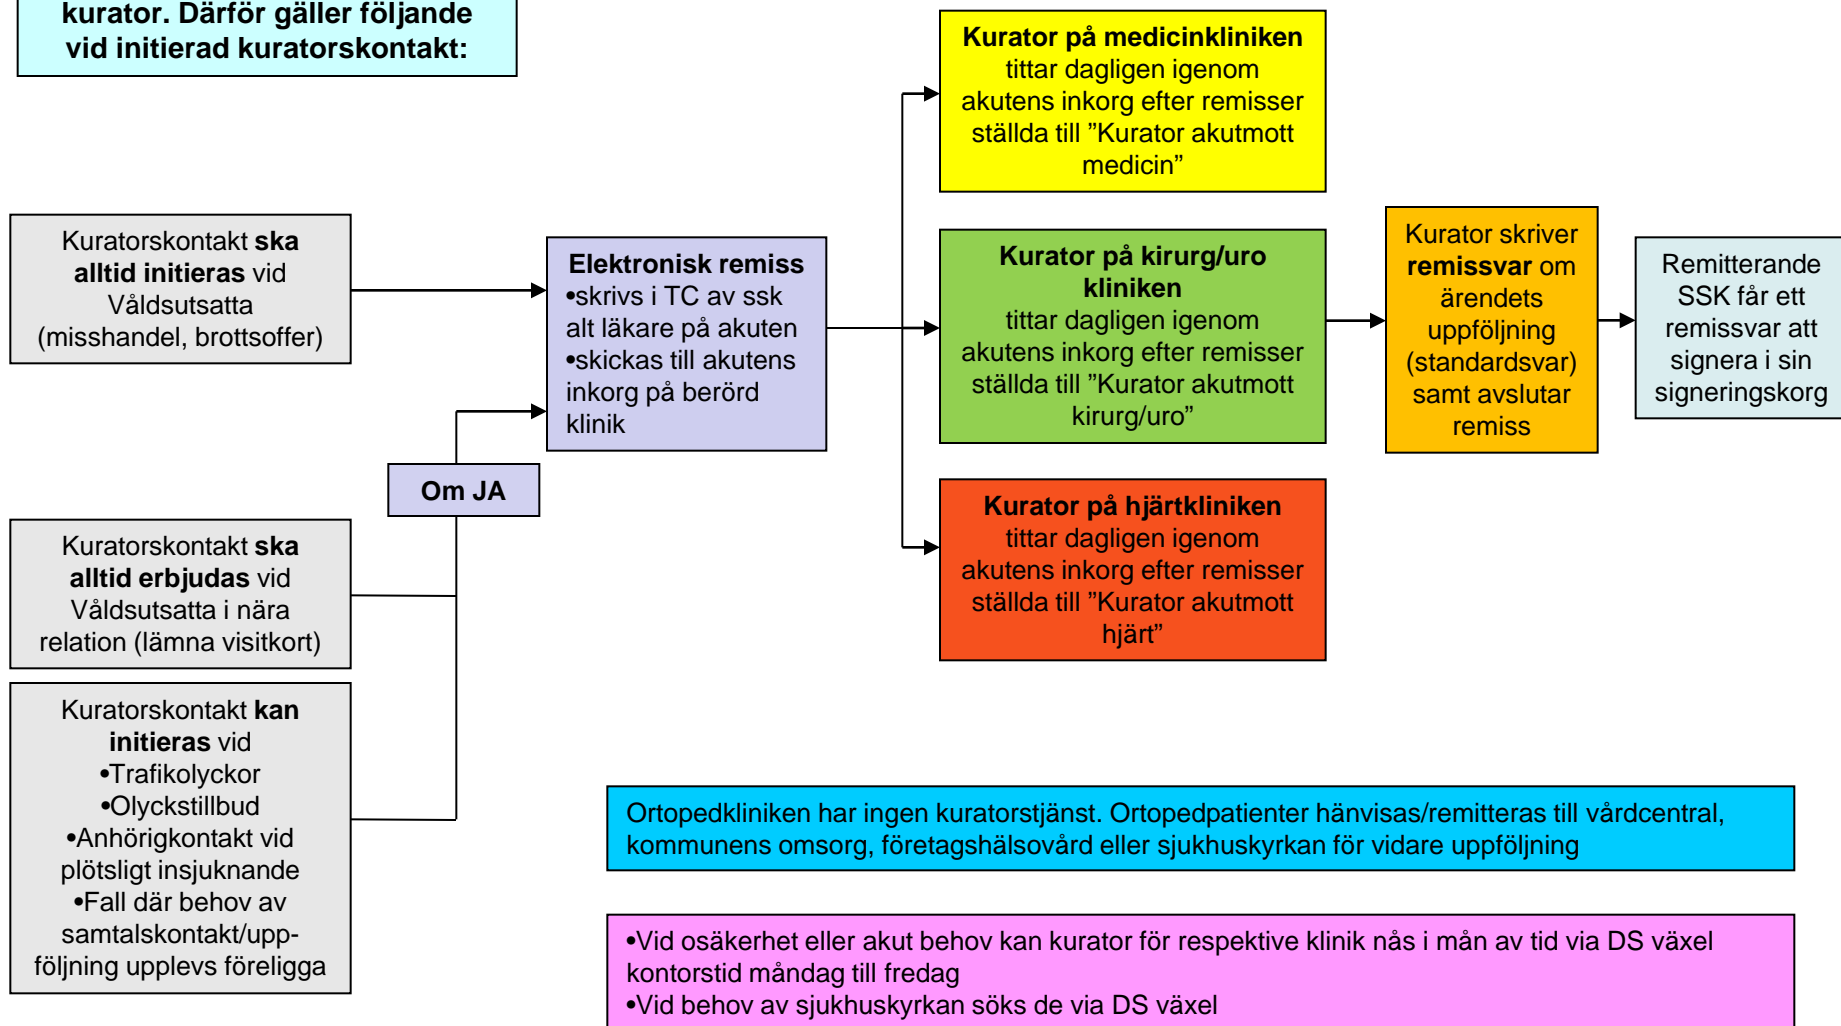 kurator. Därför gäller följande
vid initierad kuratorskontakt:
Kuratorskontakt ska
alltid initieras vid
Våldsutsatta
(misshandel, brottsoffer)
Kuratorskontakt ska
alltid erbjudas vid
Våldsutsatta i nära
relation (lämna visitkort)
Kuratorskontakt kan
initieras vid
•Trafikolyckor
•Olyckstillbud
•Anhörigkontakt vid
plötsligt insjuknande
•Fall där behov av
samtalskontakt/upp-
följning upplevs föreligga
Om JA
Elektronisk remiss
•skrivs i TC av ssk
alt läkare på akuten
•skickas till akutens
inkorg på berörd
klinik
Kurator på medicinkliniken
tittar dagligen igenom
akutens inkorg efter remisser
ställda till ”Kurator akutmott
medicin”
Kurator på kirurg/uro
kliniken
tittar dagligen igenom
akutens inkorg efter remisser
ställda till ”Kurator akutmott
kirurg/uro”
Kurator på hjärtkliniken
tittar dagligen igenom
akutens inkorg efter remisser
ställda till ”Kurator akutmott
hjärt”
Kurator skriver
remissvar om
ärendets
uppföljning
(standardsvar)
samt avslutar
remiss
Remitterande
SSK får ett
remissvar att
signera i sin
signeringskorg
Ortopedkliniken har ingen kuratorstjänst. Ortopedpatienter hänvisas/remitteras till vårdcentral,
kommunens omsorg, företagshälsovård eller sjukhuskyrkan för vidare uppföljning
•Vid osäkerhet eller akut behov kan kurator för respektive klinik nås i mån av tid via DS växel
kontorstid måndag till fredag
•Vid behov av sjukhuskyrkan söks de via DS växel